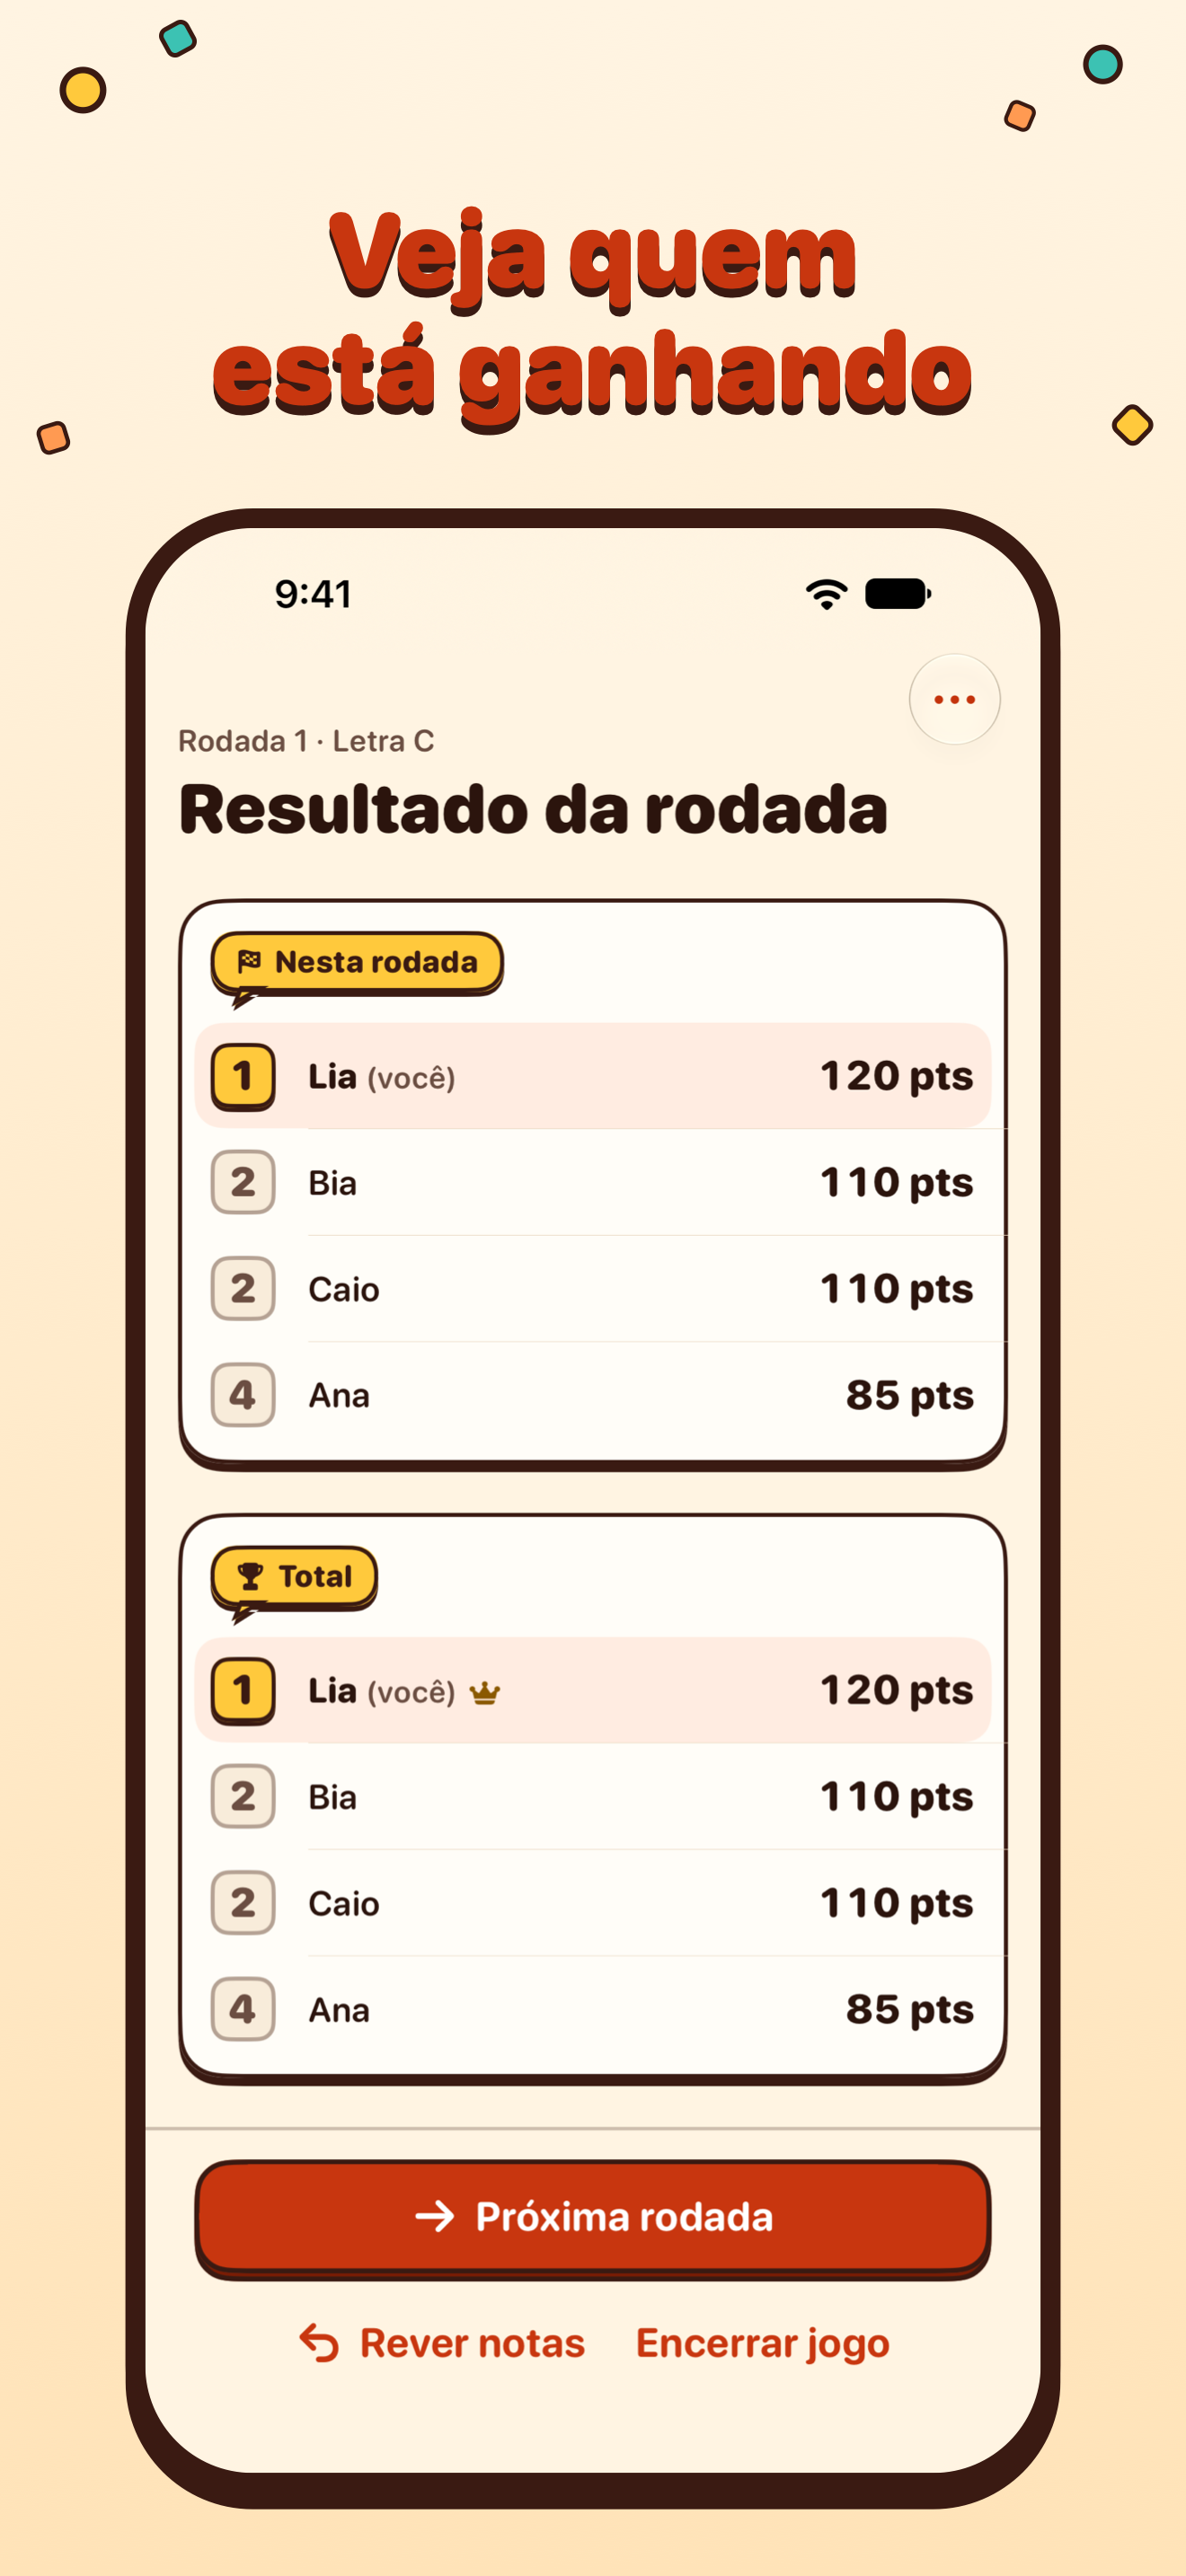 Veja quem
está ganhando
9:41
Rodada 1 · Letra C
Resultado da rodada
Nesta rodada
1 Lia (você) 120 pts
2 Bia 110 pts
2 Caio 110 pts
4 Ana 85 pts
Total
1 Lia (você) 120 pts
2 Bia 110 pts
2 Caio 110 pts
4 Ana 85 pts
→ Próxima rodada
Rever notas Encerrar jogo